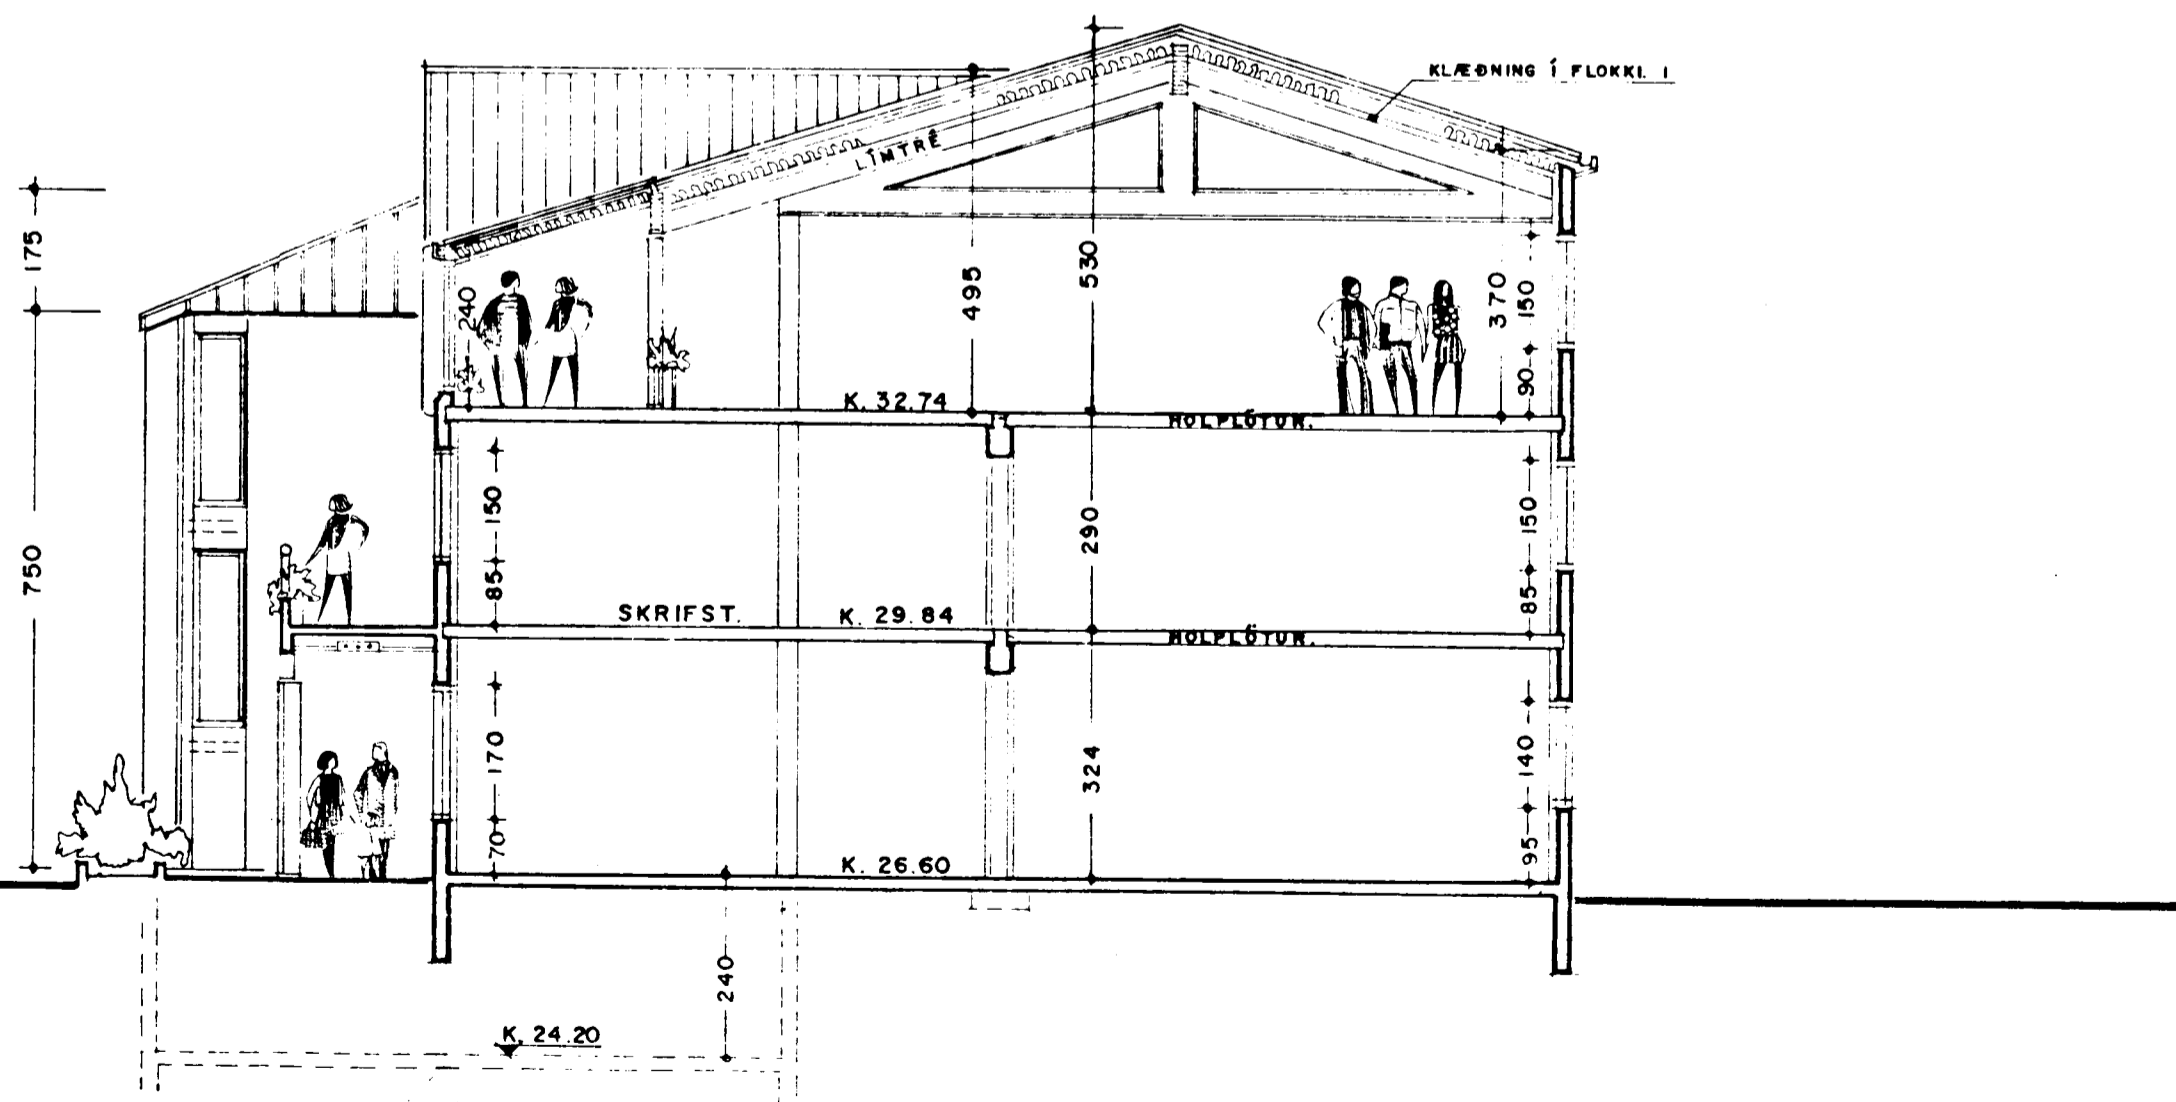 KLÆÐNING Í FLOKKI. 1
LÍMTRÉ
175
240
495
530
370
150
90
K. 32.74
HOLPLÖTUR.
750
150
290
150
85
85
SKRIFST.
K. 29.84
HOLPLÖTUR.
170
324
140
70
95
K. 26.60
240
K. 24.20